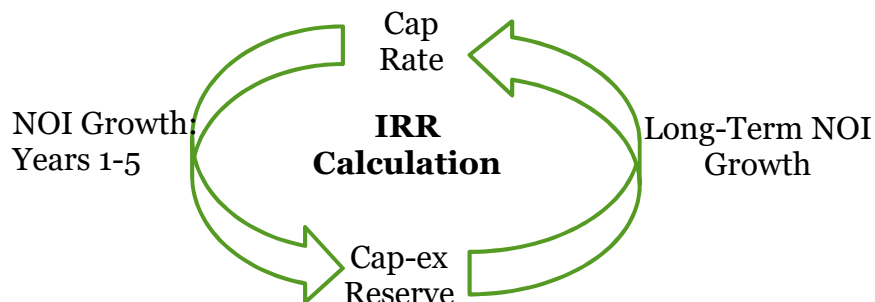 Cap
Rate
NOI Growth:
Years 1-5
IRR
Calculation
Long-Term NOI
Growth
Cap-ex
Reserve